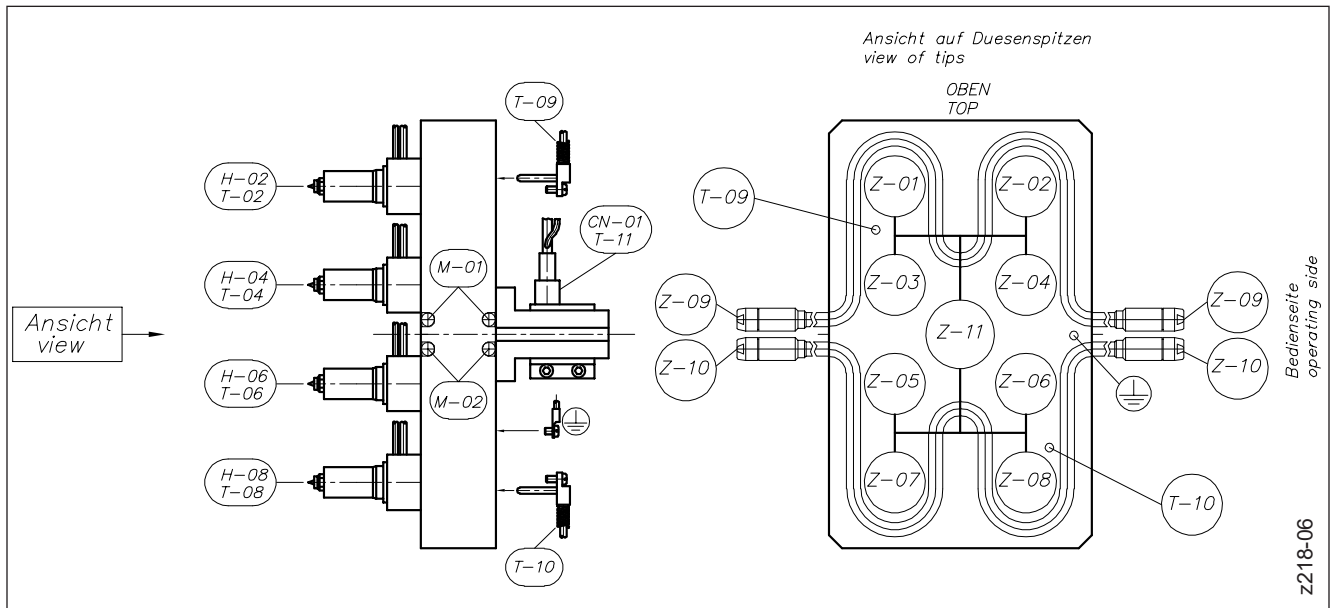 Ansicht auf Duesenspitzen
view of tips
OBEN
TOP
T-09
H-02
T-02
CN-01
T-11
H-04
T-04
M-01
Ansicht
view
H-06
T-06
M-02
H-08
T-08
T-10
T-09
Z-01
Z-02
Z-03
Z-04
Z-09
Z-09
Z-11
Z-10
Z-10
Z-05
Z-06
Z-07
Z-08
T-10
Bedienseite
operating side
z218-06